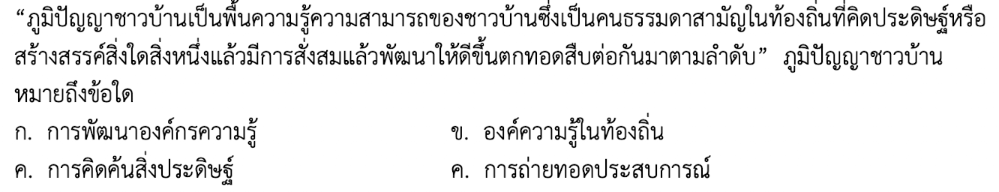 “ภูมิปัญญาชาวบ้านเป็นพื้นความรู้ความสามารถของชาวบ้านซึ่งเป็นคนธรรมดาสามัญในท้องถิ่นที่คิดประดิษฐ์หรือ
สร้างสรรค์สิ่งใดสิ่งหนึ่งแล้วมีการสั่งสมแล้วพัฒนาให้ดีขึ้นตกทอดสืบต่อกันมาตามลำดับ” ภูมิปัญญาชาวบ้าน
หมายถึงข้อใด
ก. การพัฒนาองค์กรความรู้ ข. องค์ความรู้ในท้องถิ่น
ค. การคิดค้นสิ่งประดิษฐ์ ค. การถ่ายทอดประสบการณ์